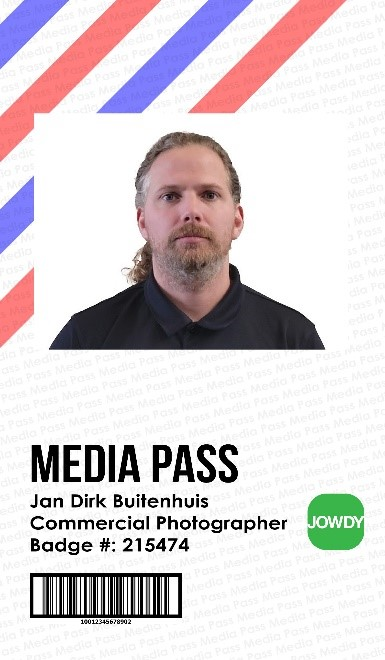 MEDIA PASS
Jan Dirk Buitenhuis
Commercial Photographer
Badge #: 215474
JOWDY
10012345678902